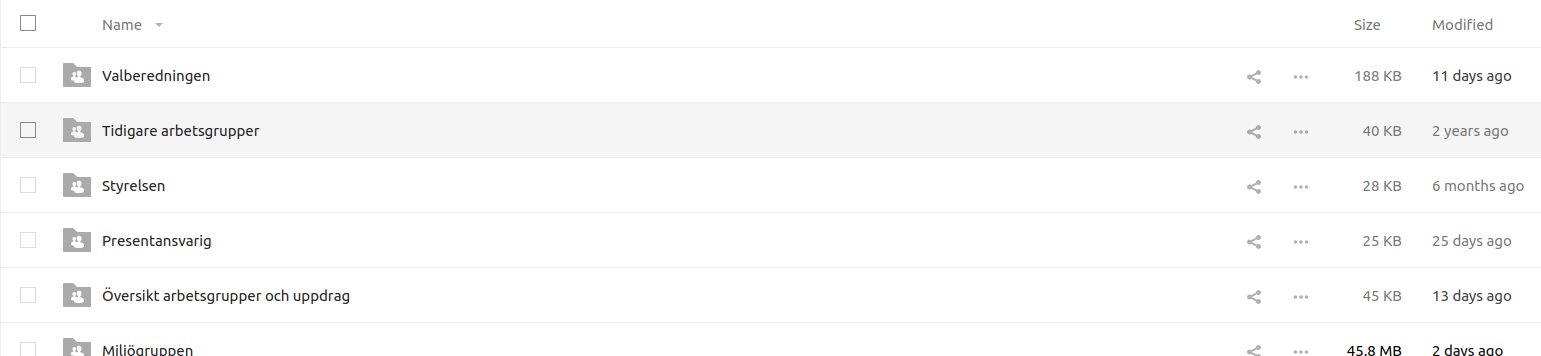 Name Size Modified
Valberedningen 188 KB 11 days ago
Tidigare arbetsgrupper 40 KB 2 years ago
Styrelsen 28 KB 6 months ago
Presentansvarig 25 KB 25 days ago
Översikt arbetsgrupper och uppdrag 45 KB 13 days ago
Miljögruppen 45.8 MB 2 days ago